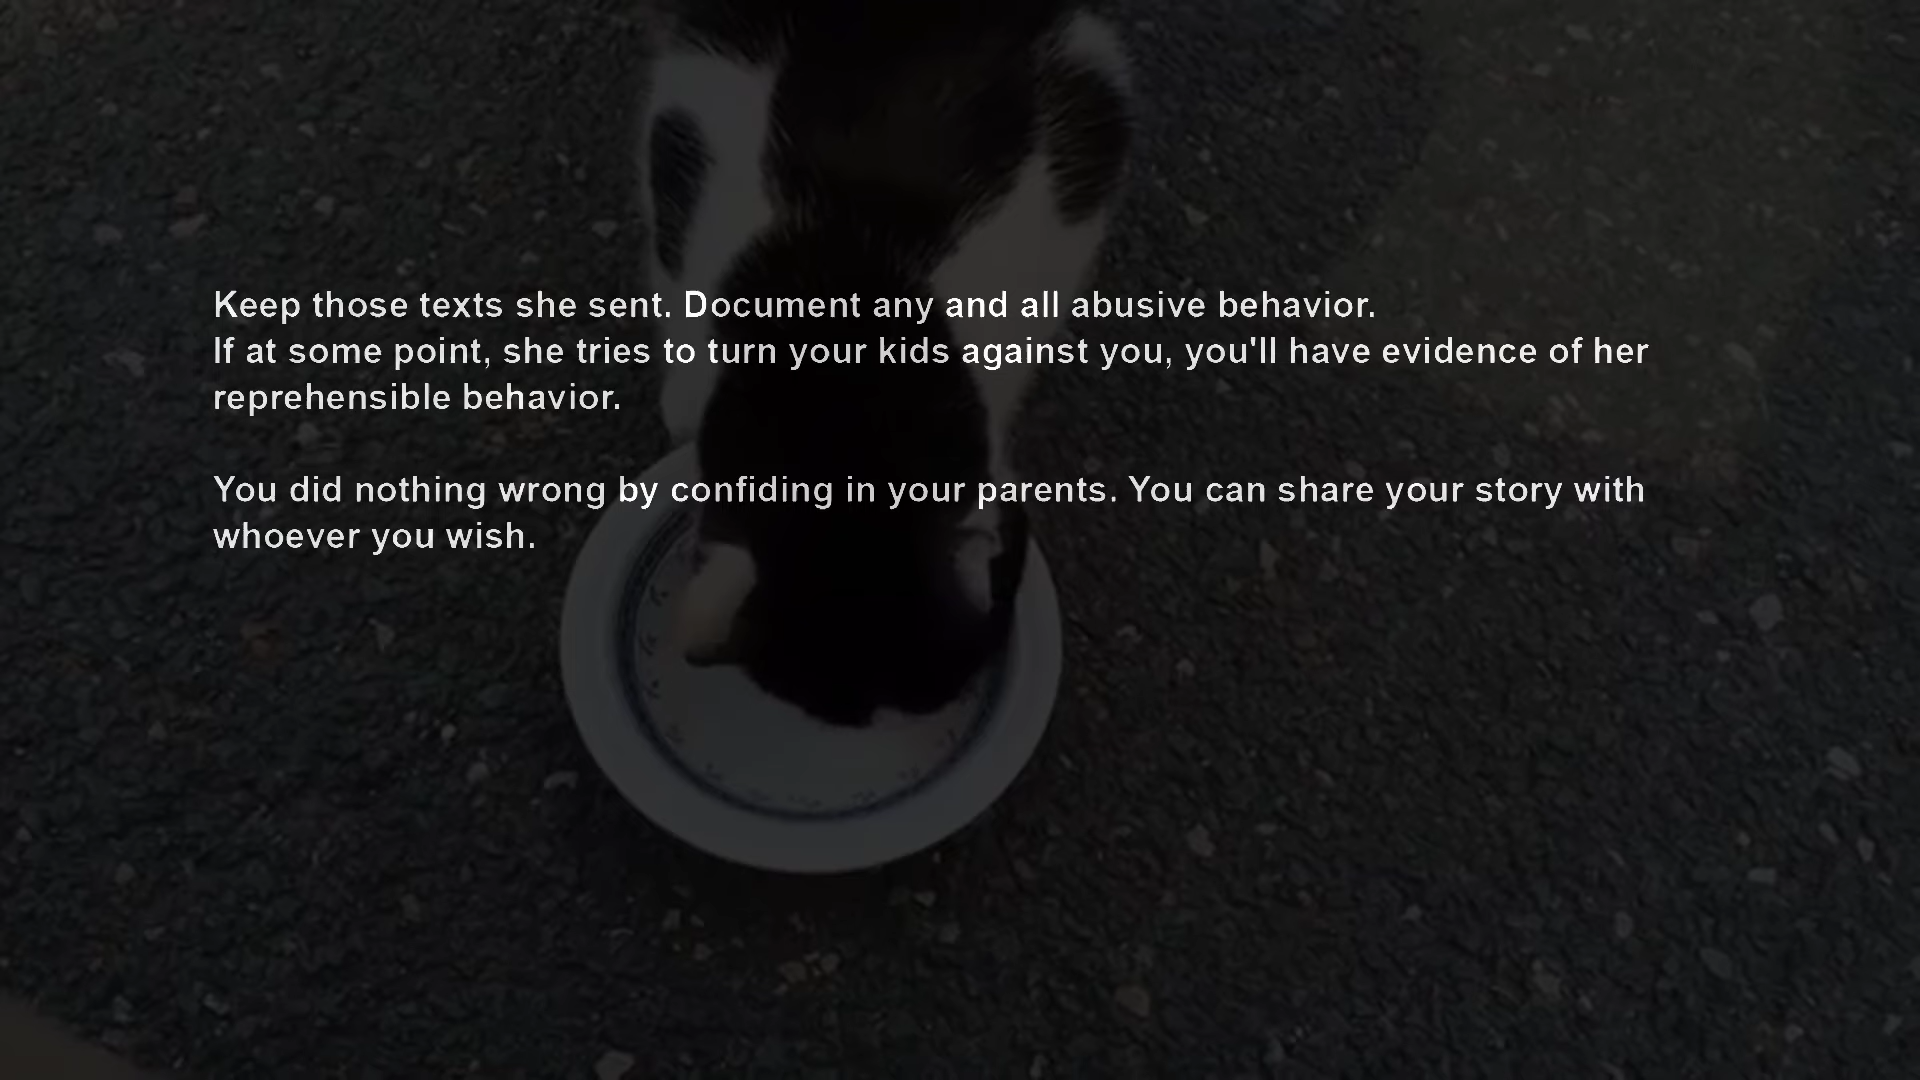 Keep those texts she sent. Document any and all abusive behavior.
If at some point, she tries to turn your kids against you, you'll have evidence of her
reprehensible behavior.
You did nothing wrong by confiding in your parents. You can share your story with
whoever you wish.